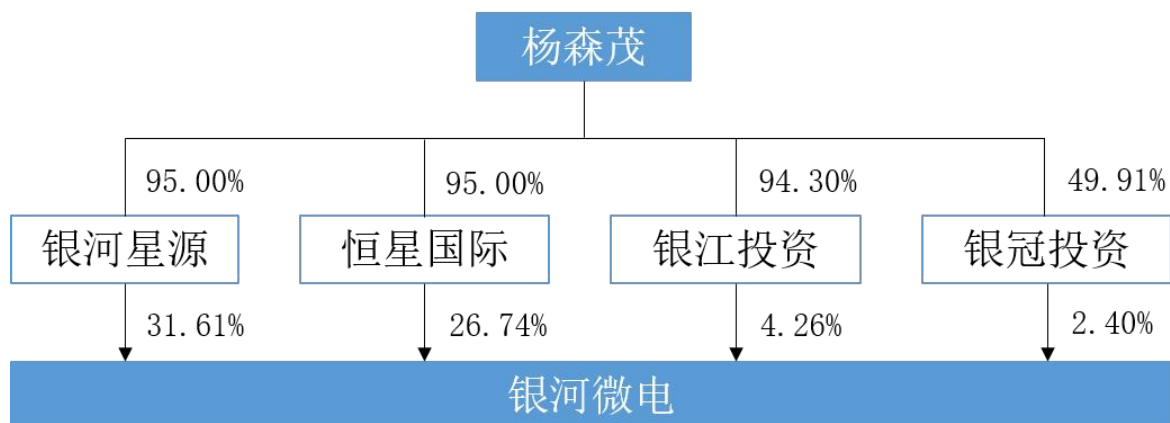 杨森茂
95.00% 95.00% 94.30% 49.91%
银河星源 恒星国际 银江投资 银冠投资
31.61% 26.74% 4.26% 2.40%
银河微电